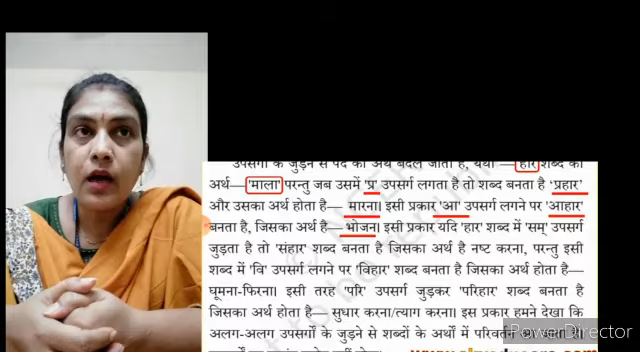 उपसर्गों के जुड़ने से पद का अर्थ बदल जाता है, यथा — हार शब्द का
अर्थ— 'माला' परन्तु जब उसमें 'प्र' उपसर्ग लगता है तो शब्द बनता है 'प्रहार'
और उसका अर्थ होता है— मारना। इसी प्रकार 'आ' उपसर्ग लगने पर 'आहार'
बनता है, जिसका अर्थ है— भोजन। इसी प्रकार यदि 'हार' शब्द में 'सम्' उपसर्ग
जुड़ता है तो 'संहार' शब्द बनता है जिसका अर्थ है नष्ट करना, परन्तु इसी
शब्द में 'वि' उपसर्ग लगने पर 'विहार' शब्द बनता है जिसका अर्थ होता है—
घूमना-फिरना। इसी तरह 'परि' उपसर्ग जुड़कर 'परिहार' शब्द बनता है
जिसका अर्थ होता है— सुधार करना/त्याग करना। इस प्रकार हमने देखा कि
अलग-अलग उपसर्गों के जुड़ने से शब्दों के अर्थों में परिवर्तन
PowerDirector